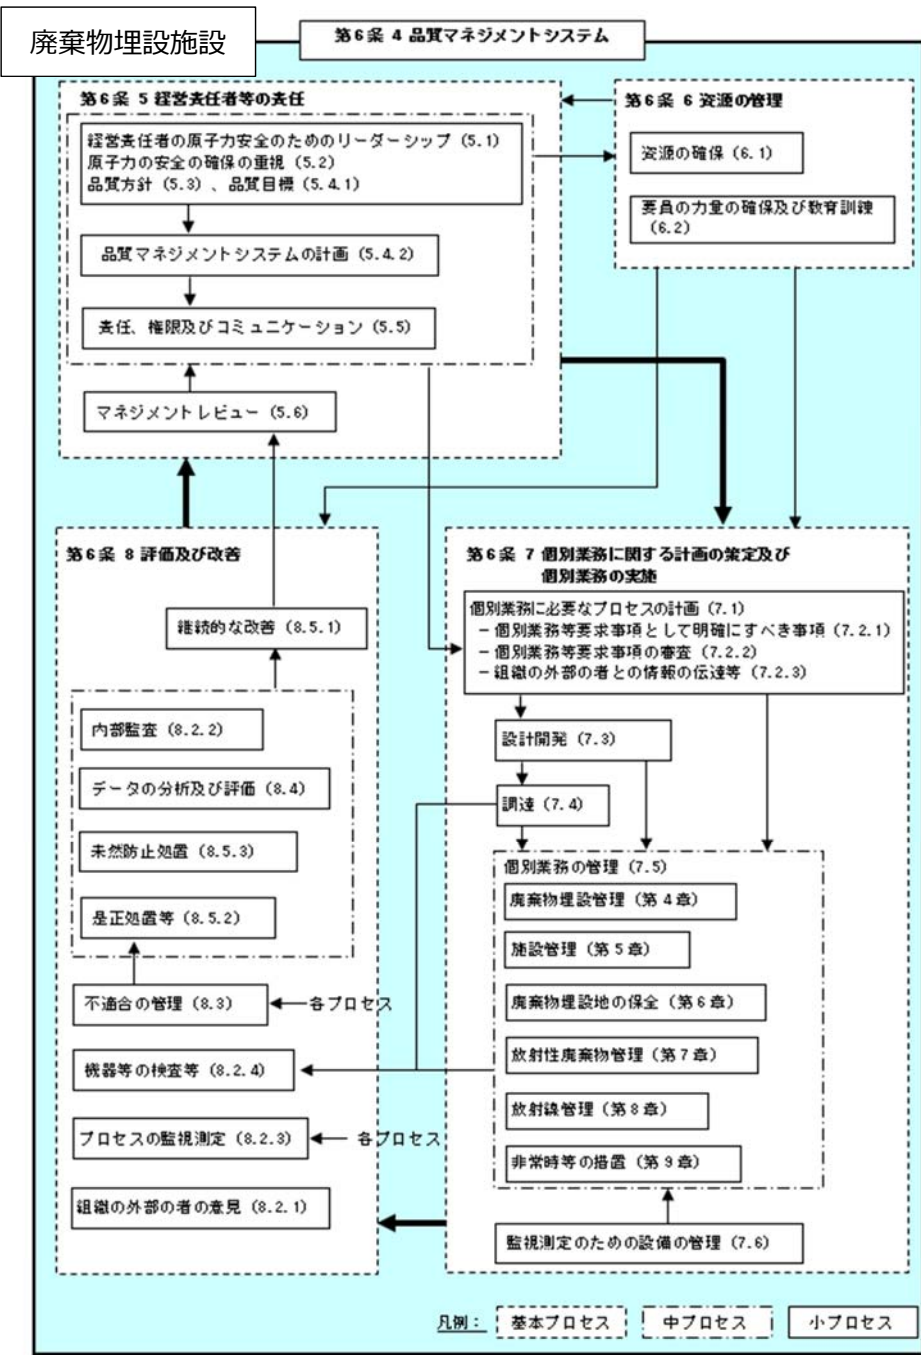 廃棄物埋設施設
第6条 4 品質マネジメントシステム
第6条 5 経営責任者等の責任
経営責任者の原子力安全のためのリーダーシップ (5.1)
原子力の安全の確保の重視 (5.2)
品質方針 (5.3) 、品質目標 (5.4.1)
品質マネジメントシステムの計画 (5.4.2)
責任、権限及びコミュニケーション (5.5)
マネジメントレビュー (5.6)
第6条 6 資源の管理
資源の確保 (6.1)
要員の力量の確保及び教育訓練
(6.2)
第6条 8 評価及び改善
継続的な改善 (8.5.1)
内部監査 (8.2.2)
データの分析及び評価 (8.4)
未然防止処置 (8.5.3)
是正処置等 (8.5.2)
不適合の管理 (8.3)
各プロセス
機器等の検査等 (8.2.4)
プロセスの監視測定 (8.2.3)
各プロセス
組織の外部の者の意見 (8.2.1)
第6条 7 個別業務に関する計画の策定及び
個別業務の実施
個別業務に必要なプロセスの計画 (7.1)
－個別業務等要求事項として明確にすべき事項 (7.2.1)
－個別業務等要求事項の審査 (7.2.2)
－組織の外部の者との情報の伝達等 (7.2.3)
設計開発 (7.3)
調達 (7.4)
個別業務の管理 (7.5)
廃棄物埋設管理 (第4章)
施設管理 (第5章)
廃棄物埋設地の保全 (第6章)
放射性廃棄物管理 (第7章)
放射線管理 (第8章)
非常時等の措置 (第9章)
監視測定のための設備の管理 (7.6)
凡例：
基本プロセス
中プロセス
小プロセス